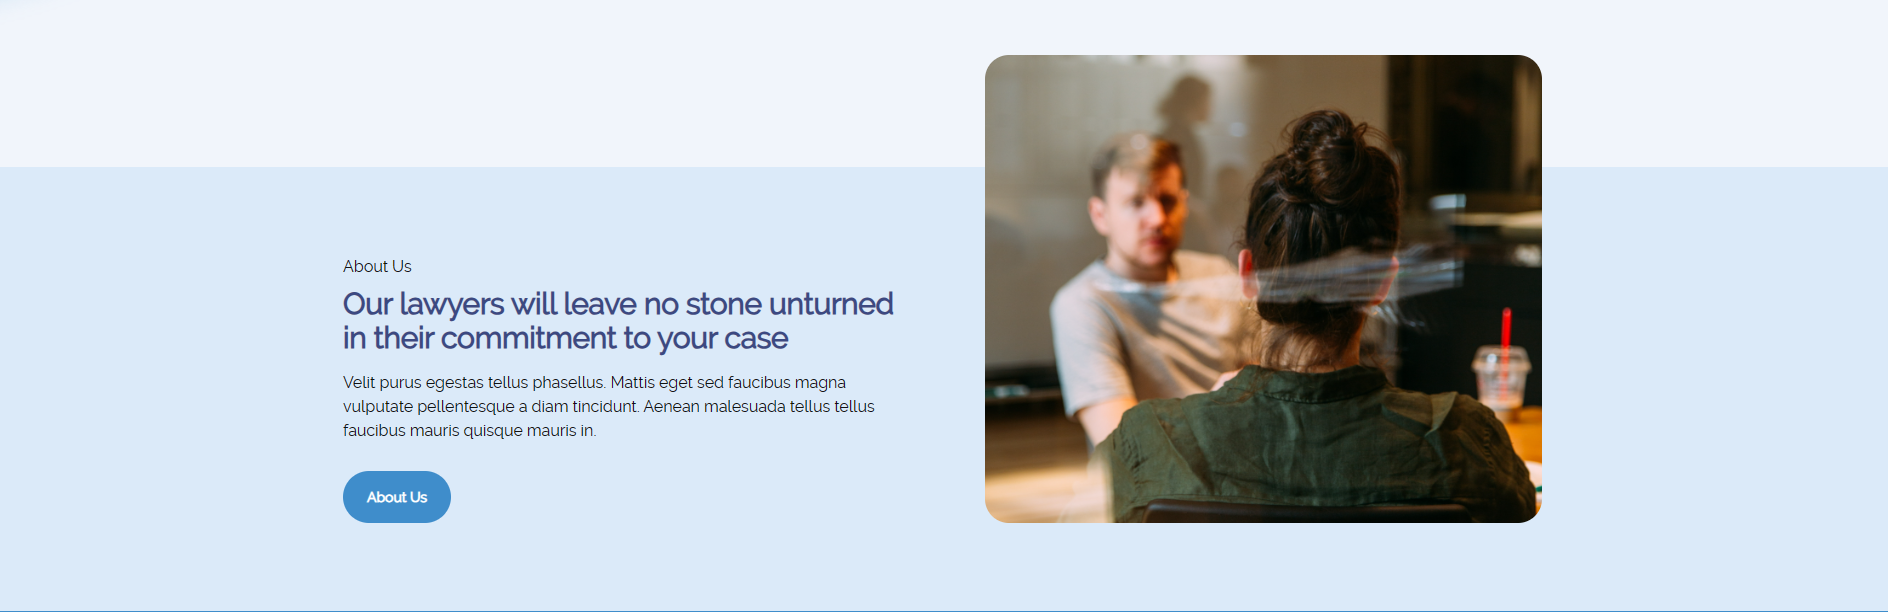 About Us
Our lawyers will leave no stone unturned
in their commitment to your case
Velit purus egestas tellus phasellus. Mattis eget sed faucibus magna
vulputate pellentesque a diam tincidunt. Aenean malesuada tellus tellus
faucibus mauris quisque mauris in.
About Us